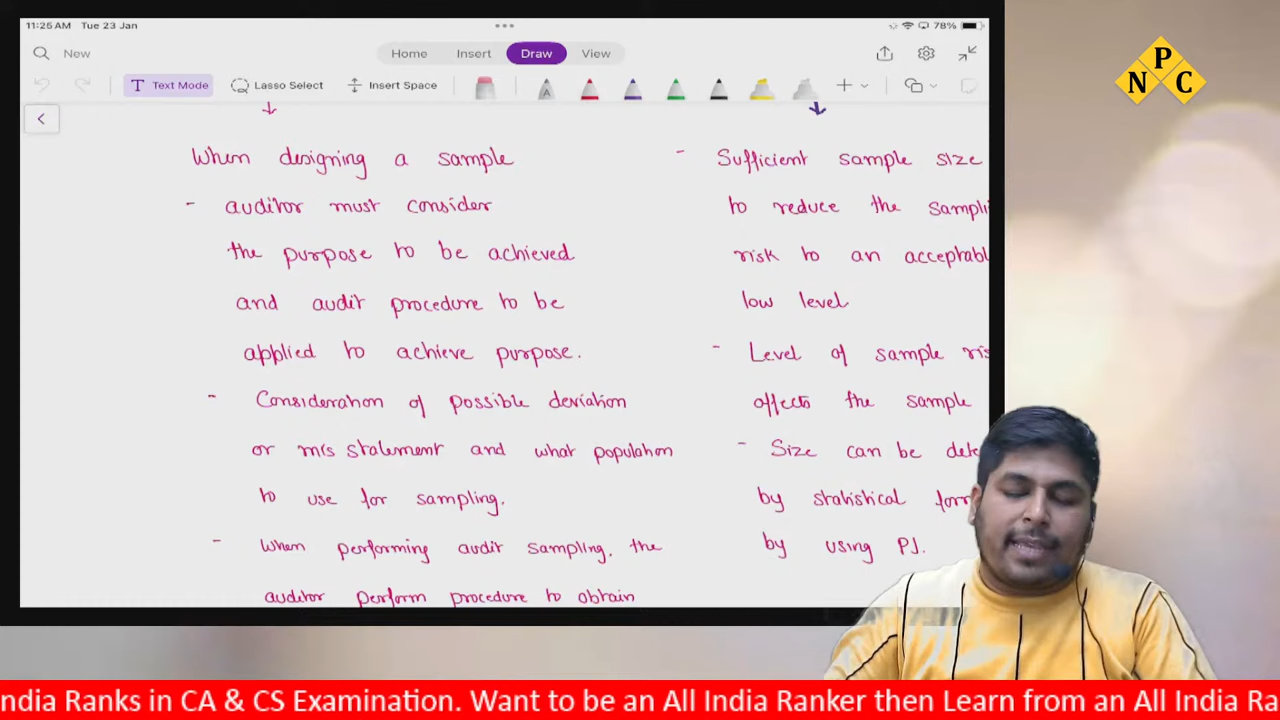 11:25 AM Tue 23 Jan
78%
New
Home Insert Draw View
Text Mode Lasso Select Insert Space
When designing a sample
- auditor must consider
the purpose to be achieved
and audit procedure to be
applied to achieve purpose.
- Consideration of possible deviation
or misstatement and what population
to use for sampling.
- When performing audit sampling, the
auditor perform procedure to obtain
- Sufficient sample size
to reduce the sampli
risk to an acceptabl
low level
- Level of sample ris
affects the sample
- Size can be dete
by statistical form
by using PJ.
N P C
India Ranks in CA & CS Examination. Want to be an All India Ranker then Learn from an All India Ra